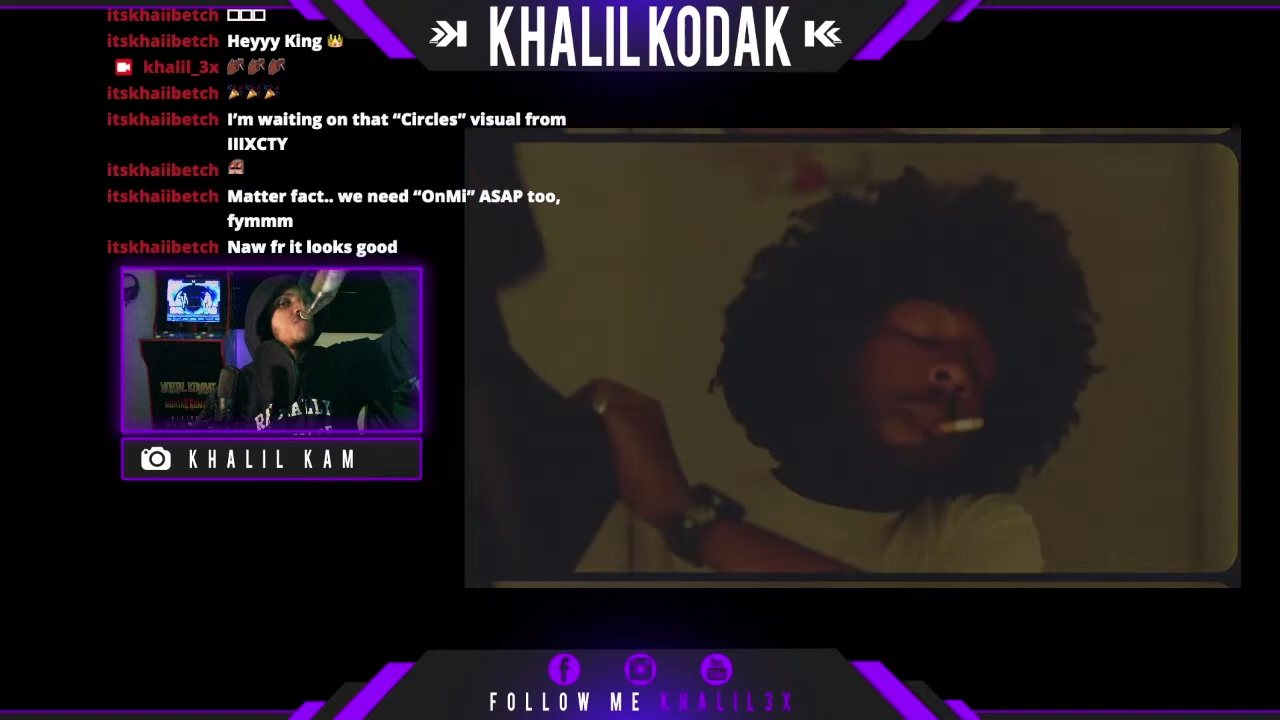 KHALIL KODAK
itskhaiibetch
itskhaiibetch Heyyy King 👑
khalil_3x
itskhaiibetch 🎉🎉🎉
itskhaiibetch I’m waiting on that “Circles” visual from
IIIXCTY
itskhaiibetch
itskhaiibetch Matter fact.. we need “OnMi” ASAP too,
fymmm
itskhaiibetch Naw fr it looks good
KHALIL KAM
FOLLOW ME KHALIL3X